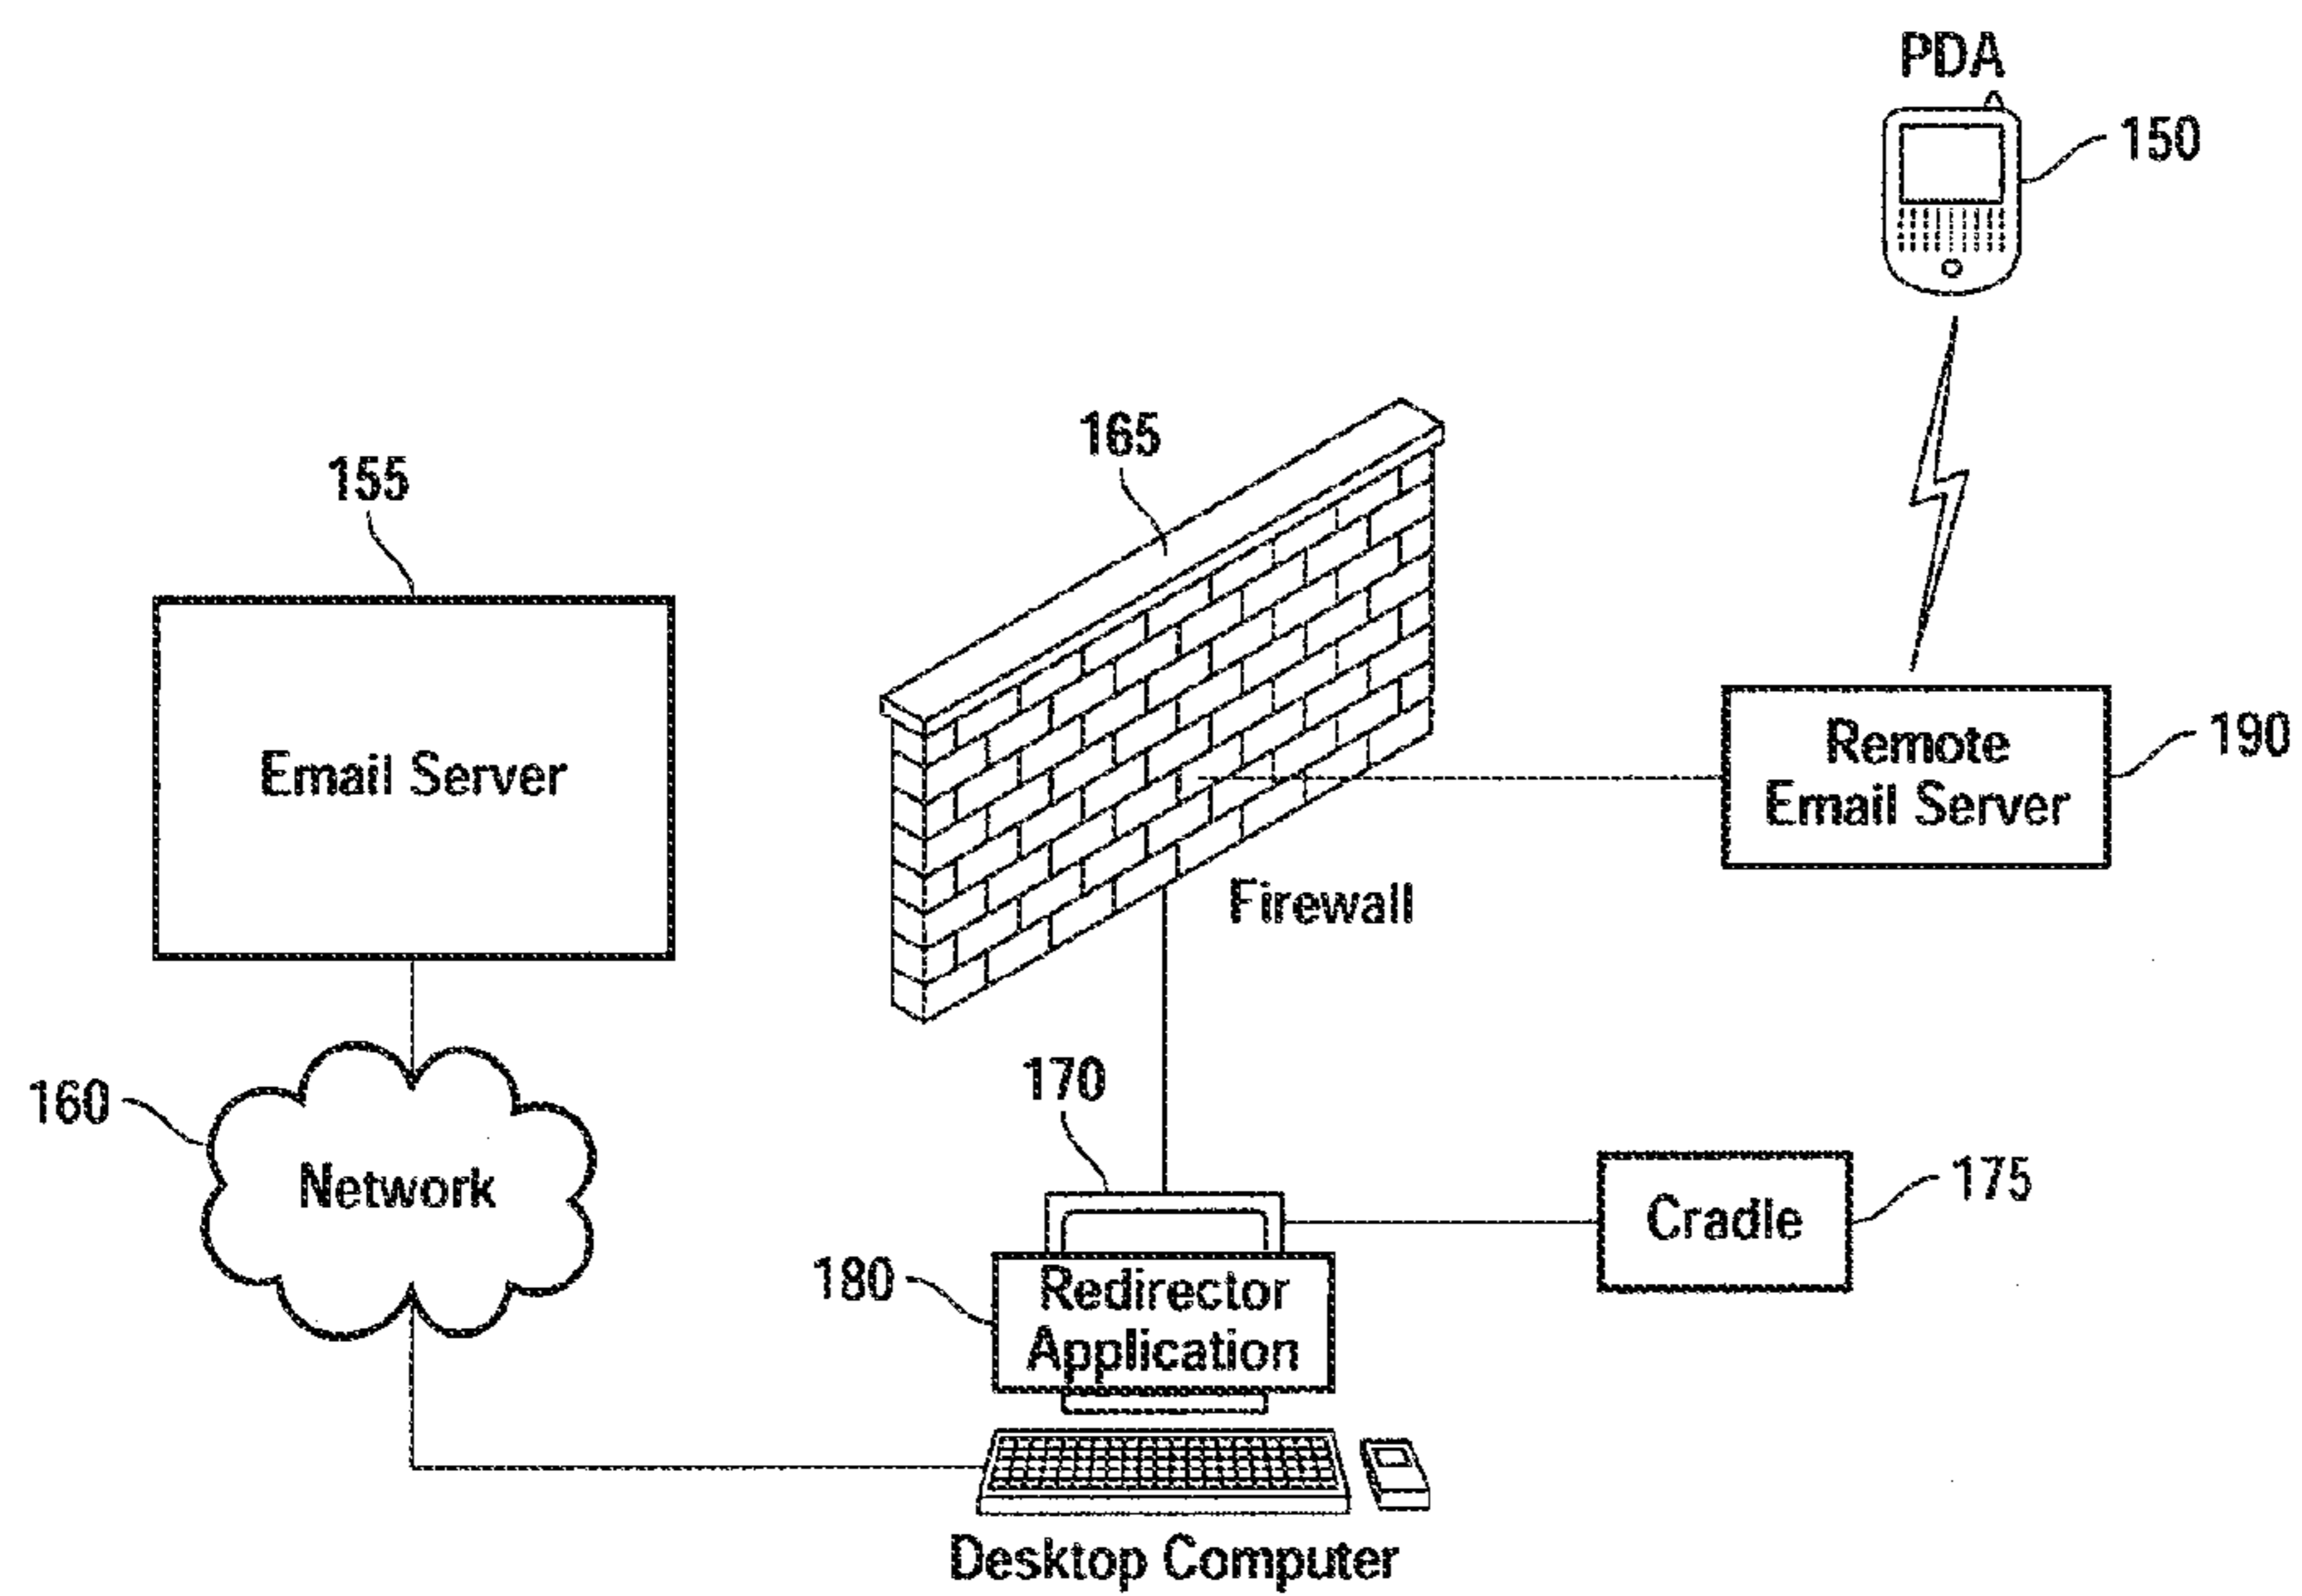 PDA
150
165
155
Email Server
Remote
Email Server
190
Firewall
170
160
Network
Cradle
175
180
Redirector
Application
Desktop Computer